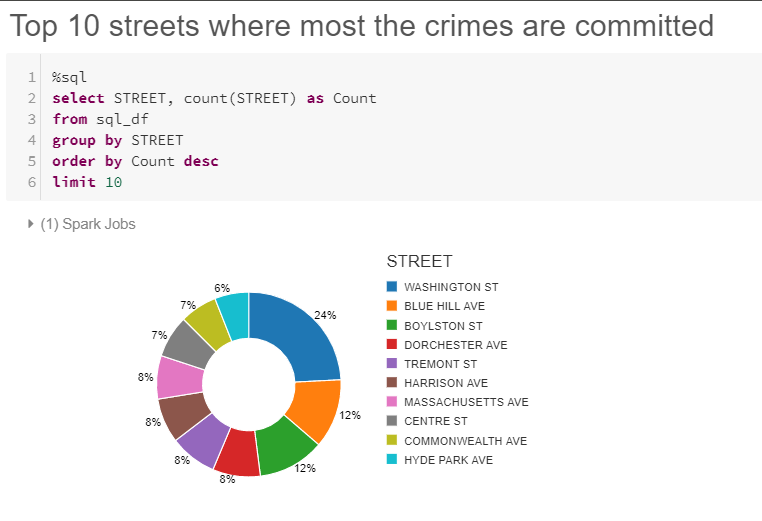 Top 10 streets where most the crimes are committed
1 %sql
2 select STREET, count(STREET) as Count
3 from sql_df
4 group by STREET
5 order by Count desc
6 limit 10
(1) Spark Jobs
STREET
WASHINGTON ST
BLUE HILL AVE
BOYLSTON ST
DORCHESTER AVE
TREMONT ST
HARRISON AVE
MASSACHUSETTS AVE
CENTRE ST
COMMONWEALTH AVE
HYDE PARK AVE
24%
12%
12%
8%
8%
8%
8%
7%
7%
6%